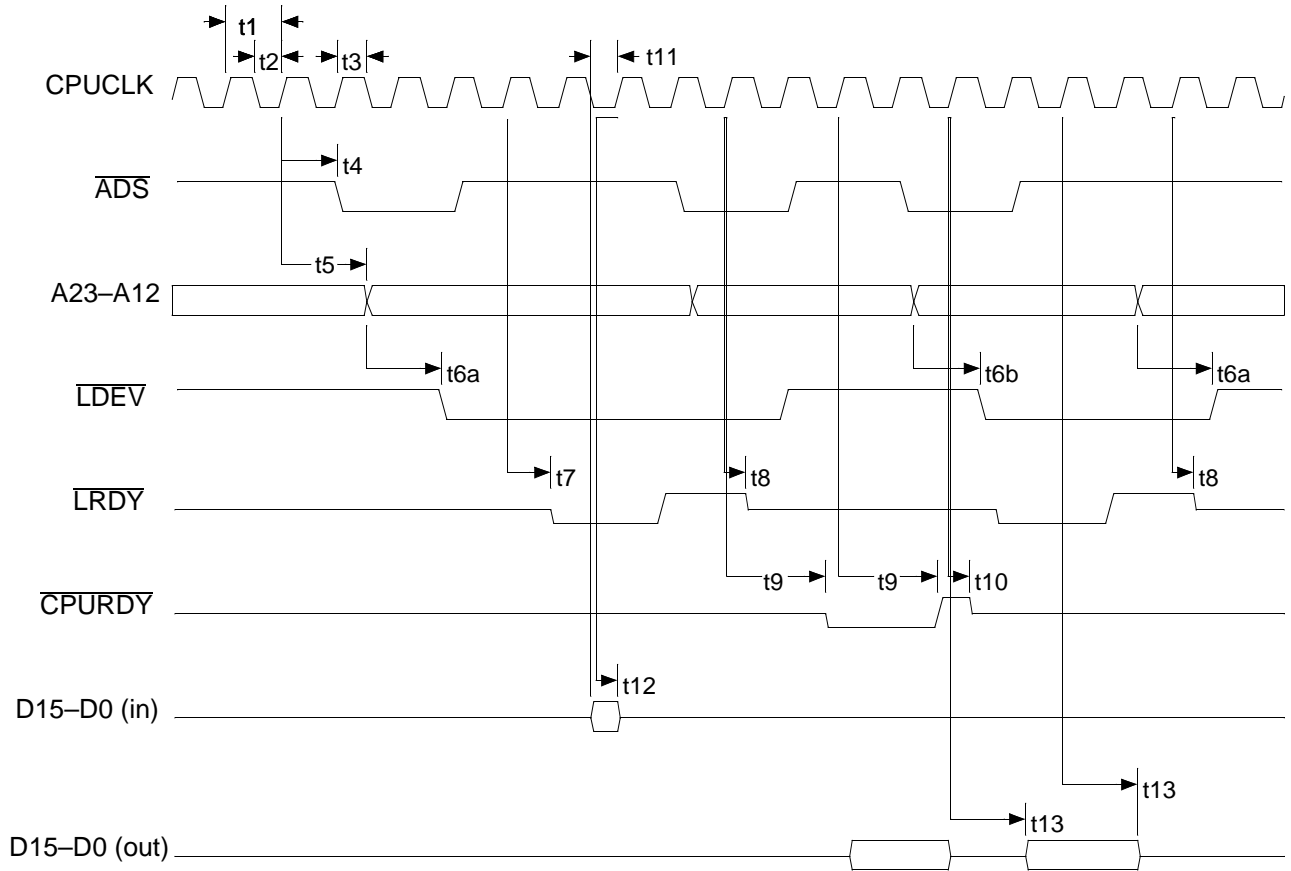 t1
t2
t3
t11
CPUCLK
t4
ADS
t5
A23–A12
t6a
t6b
t6a
LDEV
t7
t8
t8
LRDY
t9
t9
t10
CPURDY
t12
D15–D0 (in)
t13
t13
D15–D0 (out)